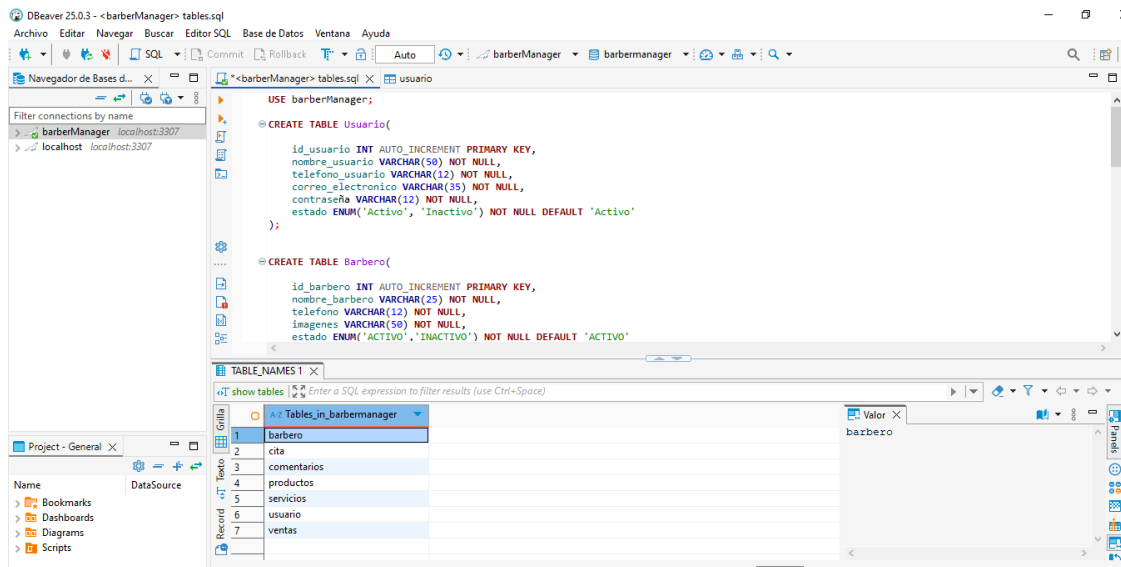 DBeaver 25.0.3 - <barberManager> tables.sql
Archivo Editar Navegar Buscar Editor SQL Base de Datos Ventana Ayuda
SQL Commit Rollback Auto barberManager barbermanager
Navegador de Bases d...
*<barberManager> tables.sql usuario
Filter connections by name
barberManager localhost:3307
localhost localhost:3307
USE barberManager;
CREATE TABLE Usuario(
id_usuario INT AUTO_INCREMENT PRIMARY KEY,
nombre_usuario VARCHAR(50) NOT NULL,
telefono_usuario VARCHAR(12) NOT NULL,
correo_electronico VARCHAR(35) NOT NULL,
contraseña VARCHAR(12) NOT NULL,
estado ENUM('Activo', 'Inactivo') NOT NULL DEFAULT 'Activo'
);
CREATE TABLE Barbero(
id_barbero INT AUTO_INCREMENT PRIMARY KEY,
nombre_barbero VARCHAR(25) NOT NULL,
telefono VARCHAR(12) NOT NULL,
imagenes VARCHAR(50) NOT NULL,
estado ENUM('ACTIVO','INACTIVO') NOT NULL DEFAULT 'ACTIVO'
Project - General
Name DataSource
Bookmarks
Dashboards
Diagrams
Scripts
TABLE_NAMES 1
show tables Enter a SQL expression to filter results (use Ctrl+Space)
Grilla
Texto
Record
A-Z Tables_in_barbermanager
1 barbero
2 cita
3 comentarios
4 productos
5 servicios
6 usuario
7 ventas
Valor
barbero
Panels